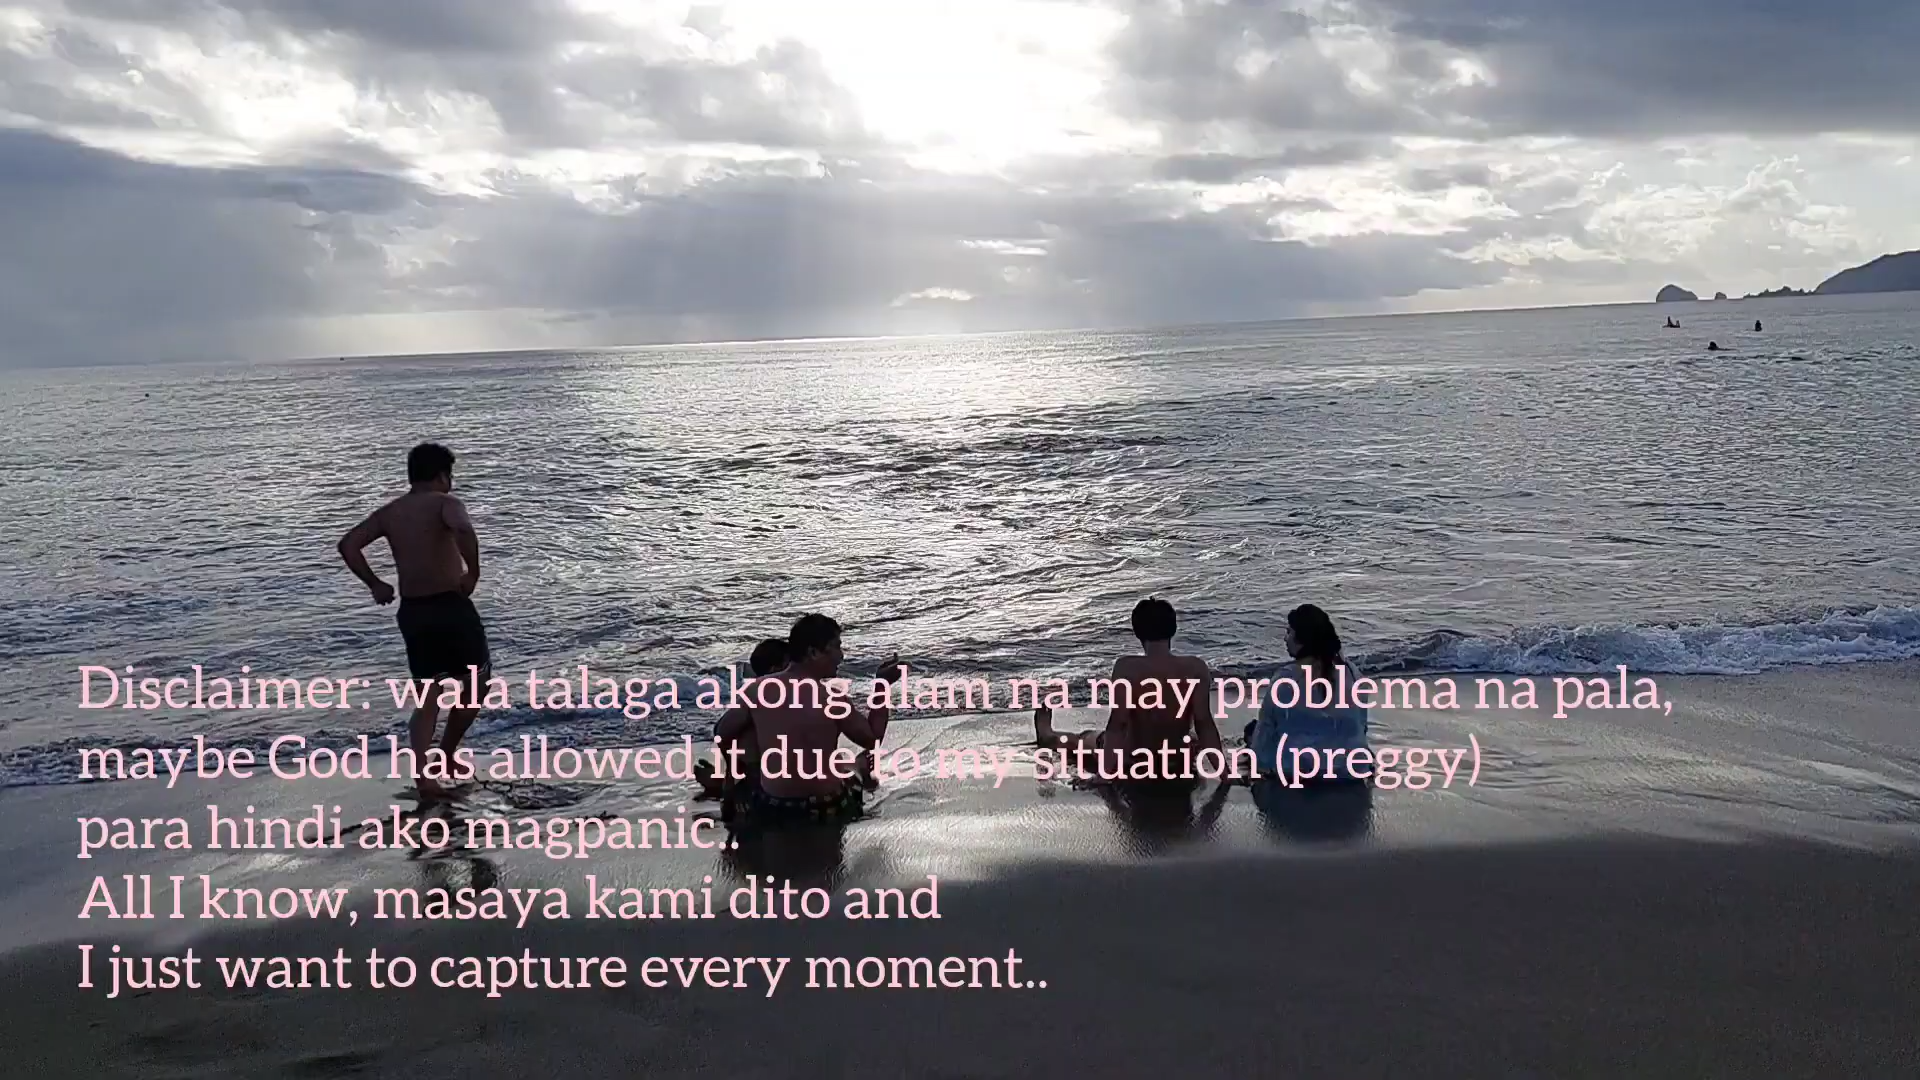 Disclaimer: wala talaga akong alam na may problema na pala,
maybe God has allowed it due to my situation (preggy)
para hindi ako magpanic..
All I know, masaya kami dito and
I just want to capture every moment..